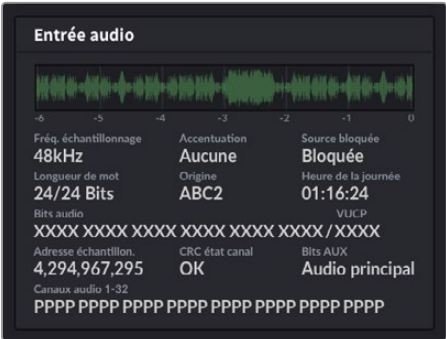 Entrée audio
-6 -5 -4 -3 -2 -1 0
Fréq. échantillonnage Accentuation Source bloquée
48kHz Aucune Bloquée
Longueur de mot Origine Heure de la journée
24/24 Bits ABC2 01:16:24
Bits audio VUCP
XXXX XXXX XXXX XXXX XXXX XXXX/XXXX
Adresse échantillon. CRC état canal Bits AUX
4,294,967,295 OK Audio principal
Canaux audio 1-32
PPPP PPPP PPPP PPPP PPPP PPPP PPPP PPPP